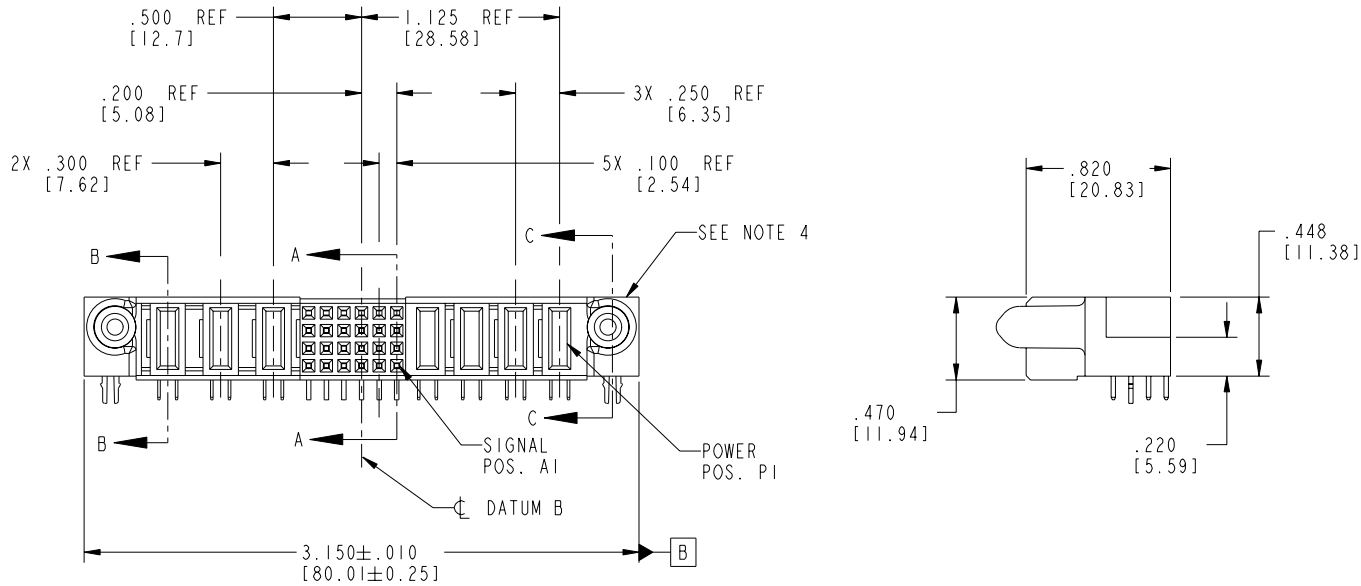 .500 REF
[12.7]
1.125 REF
[28.58]
.200 REF
[5.08]
3X .250 REF
[6.35]
2X .300 REF
[7.62]
5X .100 REF
[2.54]
.820
[20.83]
SEE NOTE 4
.448
[11.38]
B
A
C
B
A
C
SIGNAL
POS. A1
POWER
POS. P1
.470
[11.94]
.220
[5.59]
℄ DATUM B
3.150±.010
[80.01±0.25]
B